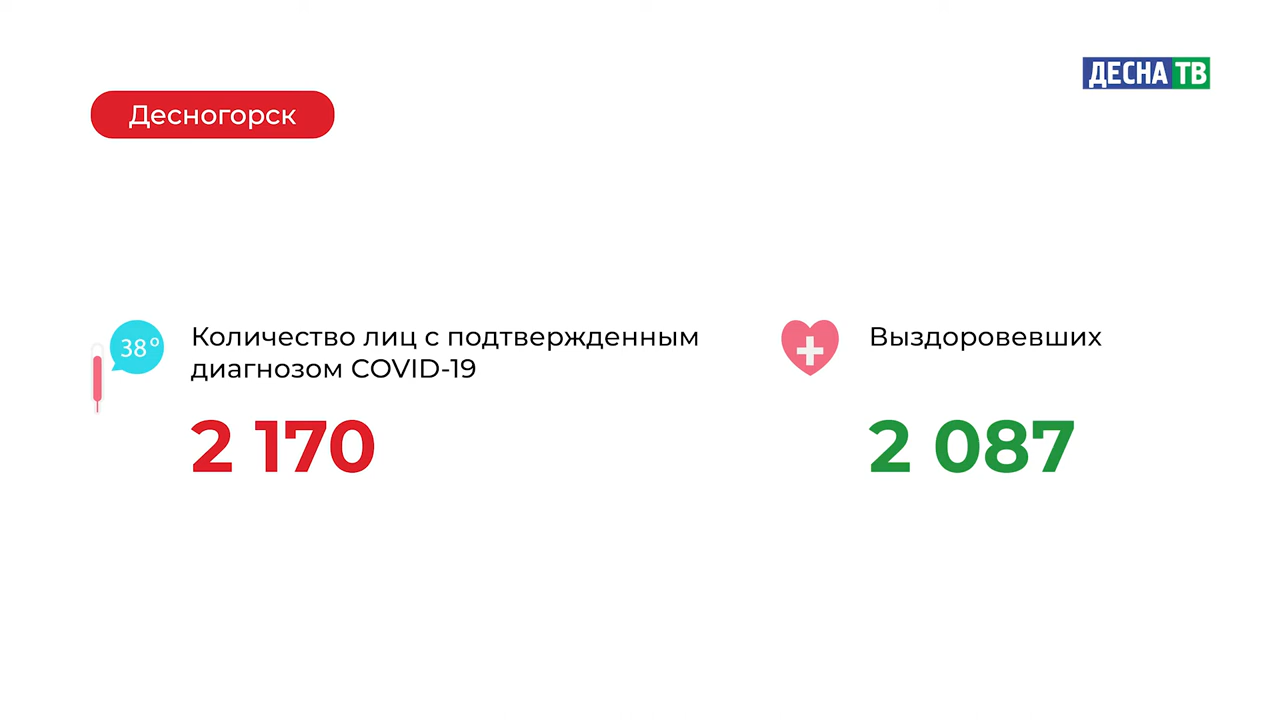 ДЕСНА ТВ
Десногорск
38°
Количество лиц с подтвержденным
диагнозом COVID-19
2 170
Выздоровевших
2 087